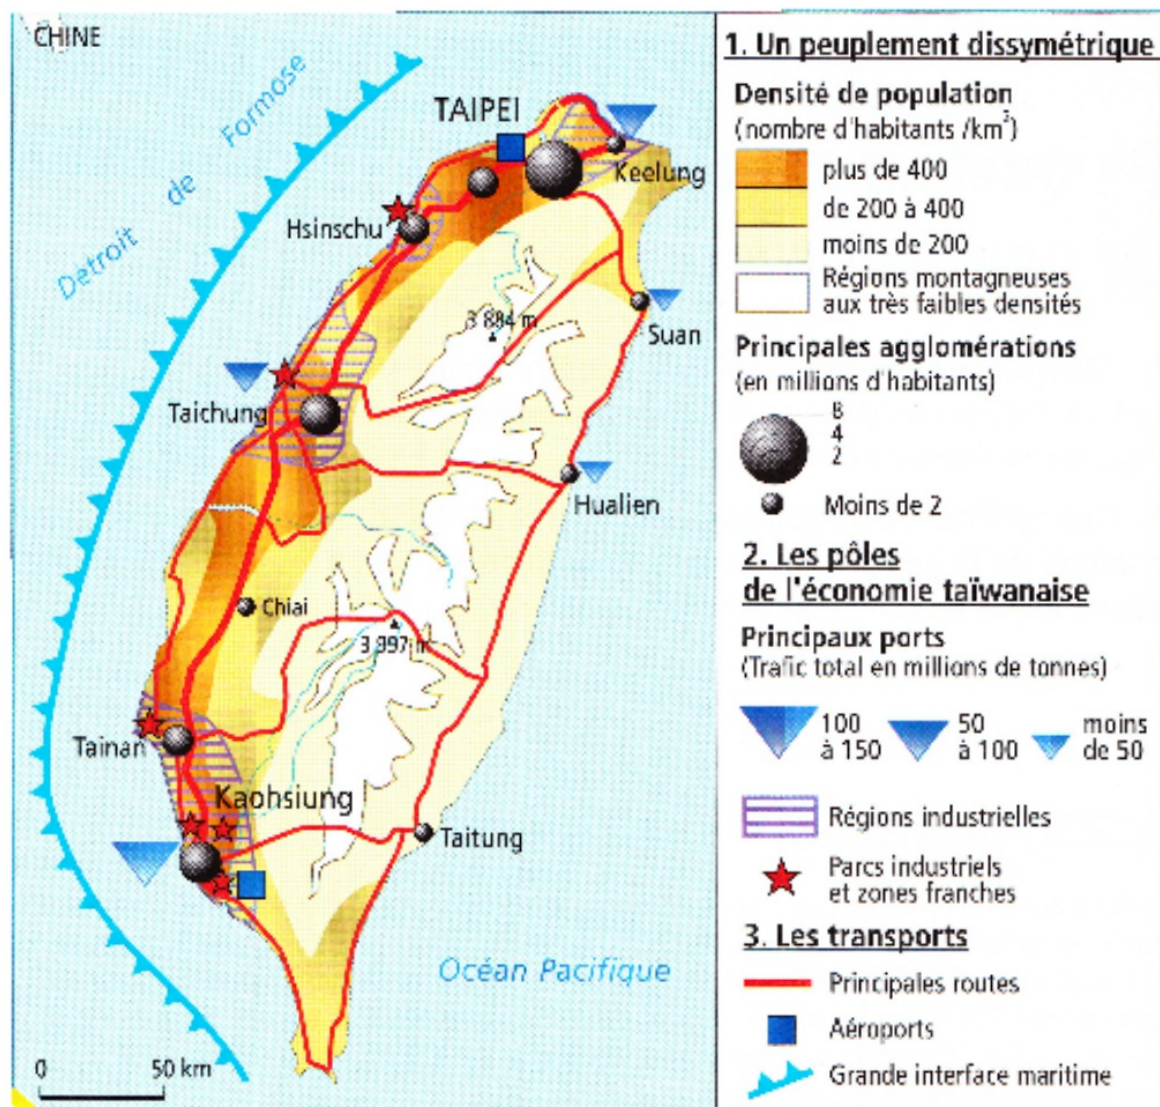 CHINE
Detroit de Formose
TAIPEI
Keelung
Hsinschu
3 884 m
Suan
Taichung
Hualien
Chiai
3 997 m
Tainan
Kaohsiung
Taitung
Océan Pacifique
0 50 km
1. Un peuplement dissymétrique
Densité de population
(nombre d'habitants /km²)
plus de 400
de 200 à 400
moins de 200
Régions montagneuses
aux très faibles densités
Principales agglomérations
(en millions d'habitants)
8
4
2
Moins de 2
2. Les pôles
de l'économie taïwanaise
Principaux ports
(Trafic total en millions de tonnes)
100
à 150
50
à 100
moins
de 50
Régions industrielles
Parcs industriels
et zones franches
3. Les transports
Principales routes
Aéroports
Grande interface maritime